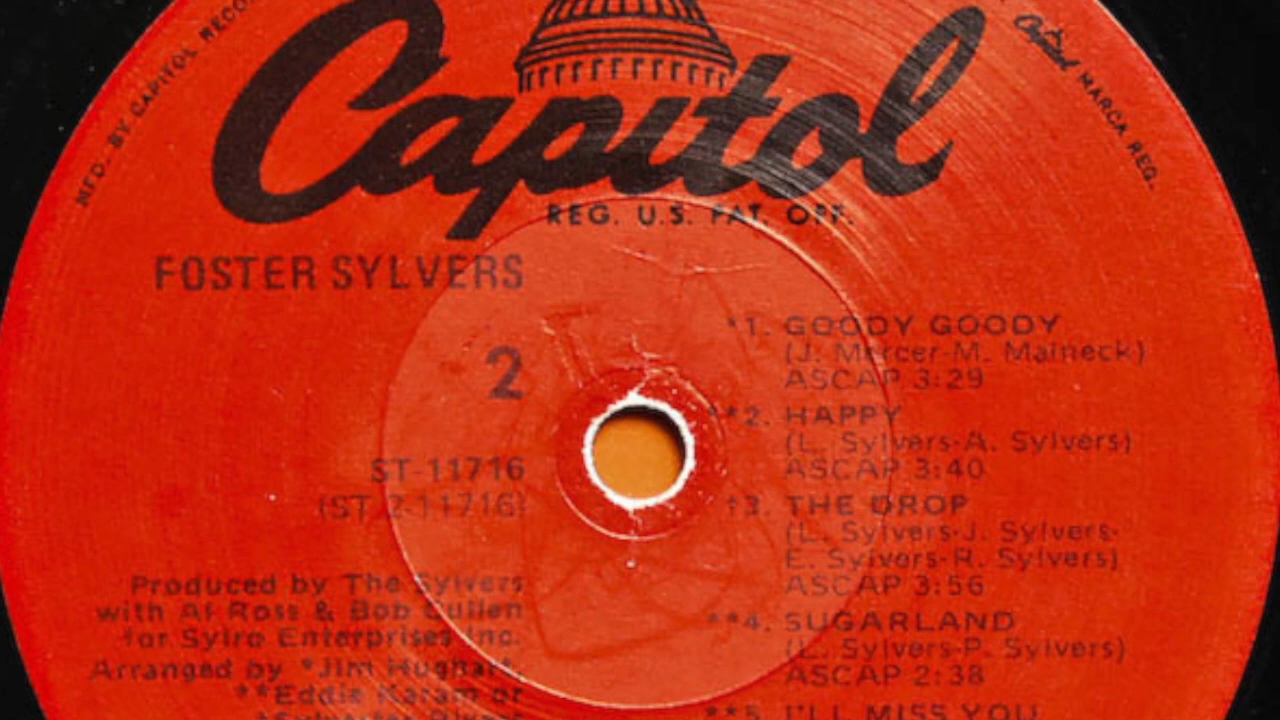 MFD. BY CAPITOL RECO
Capitol MARCA REG.
Capitol
REG. U.S. PAT. OFF.
FOSTER SYLVERS
2
ST-11716
(ST 2-11716)
Produced by The Sylvers
with Al Ross & Bob Cullen
for Sylro Enterprises Inc.
Arranged by *Jim Hughart,
**Eddie Karam or
*1. GOODY GOODY
(J. Mercer-M. Malneck)
ASCAP 3:29
**2. HAPPY
(L. Sylvers-A. Sylvers)
ASCAP 3:40
†3. THE DROP
(L. Sylvers-J. Sylvers-
E. Sylvers-R. Sylvers)
ASCAP 3:56
**4. SUGARLAND
(L. Sylvers-P. Sylvers)
ASCAP 2:38
**5. I'LL MISS YOU